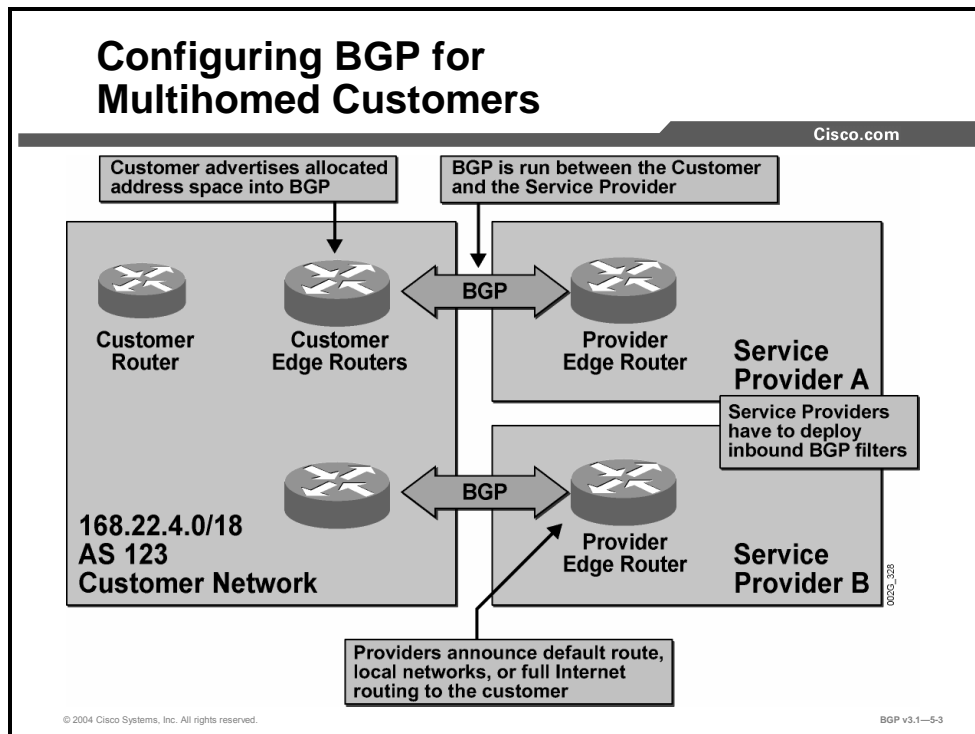 Configuring BGP for
Multihomed Customers
Cisco.com
Customer advertises allocated
address space into BGP
BGP is run between the Customer
and the Service Provider
BGP
Customer
Router
Customer
Edge Routers
Provider
Edge Router
Service
Provider A
Service Providers
have to deploy
inbound BGP filters
BGP
168.22.4.0/18
AS 123
Customer Network
Provider
Edge Router
Service
Provider B
002G_328
Providers announce default route,
local networks, or full Internet
routing to the customer
© 2004 Cisco Systems, Inc. All rights reserved.
BGP v3.1—5-3